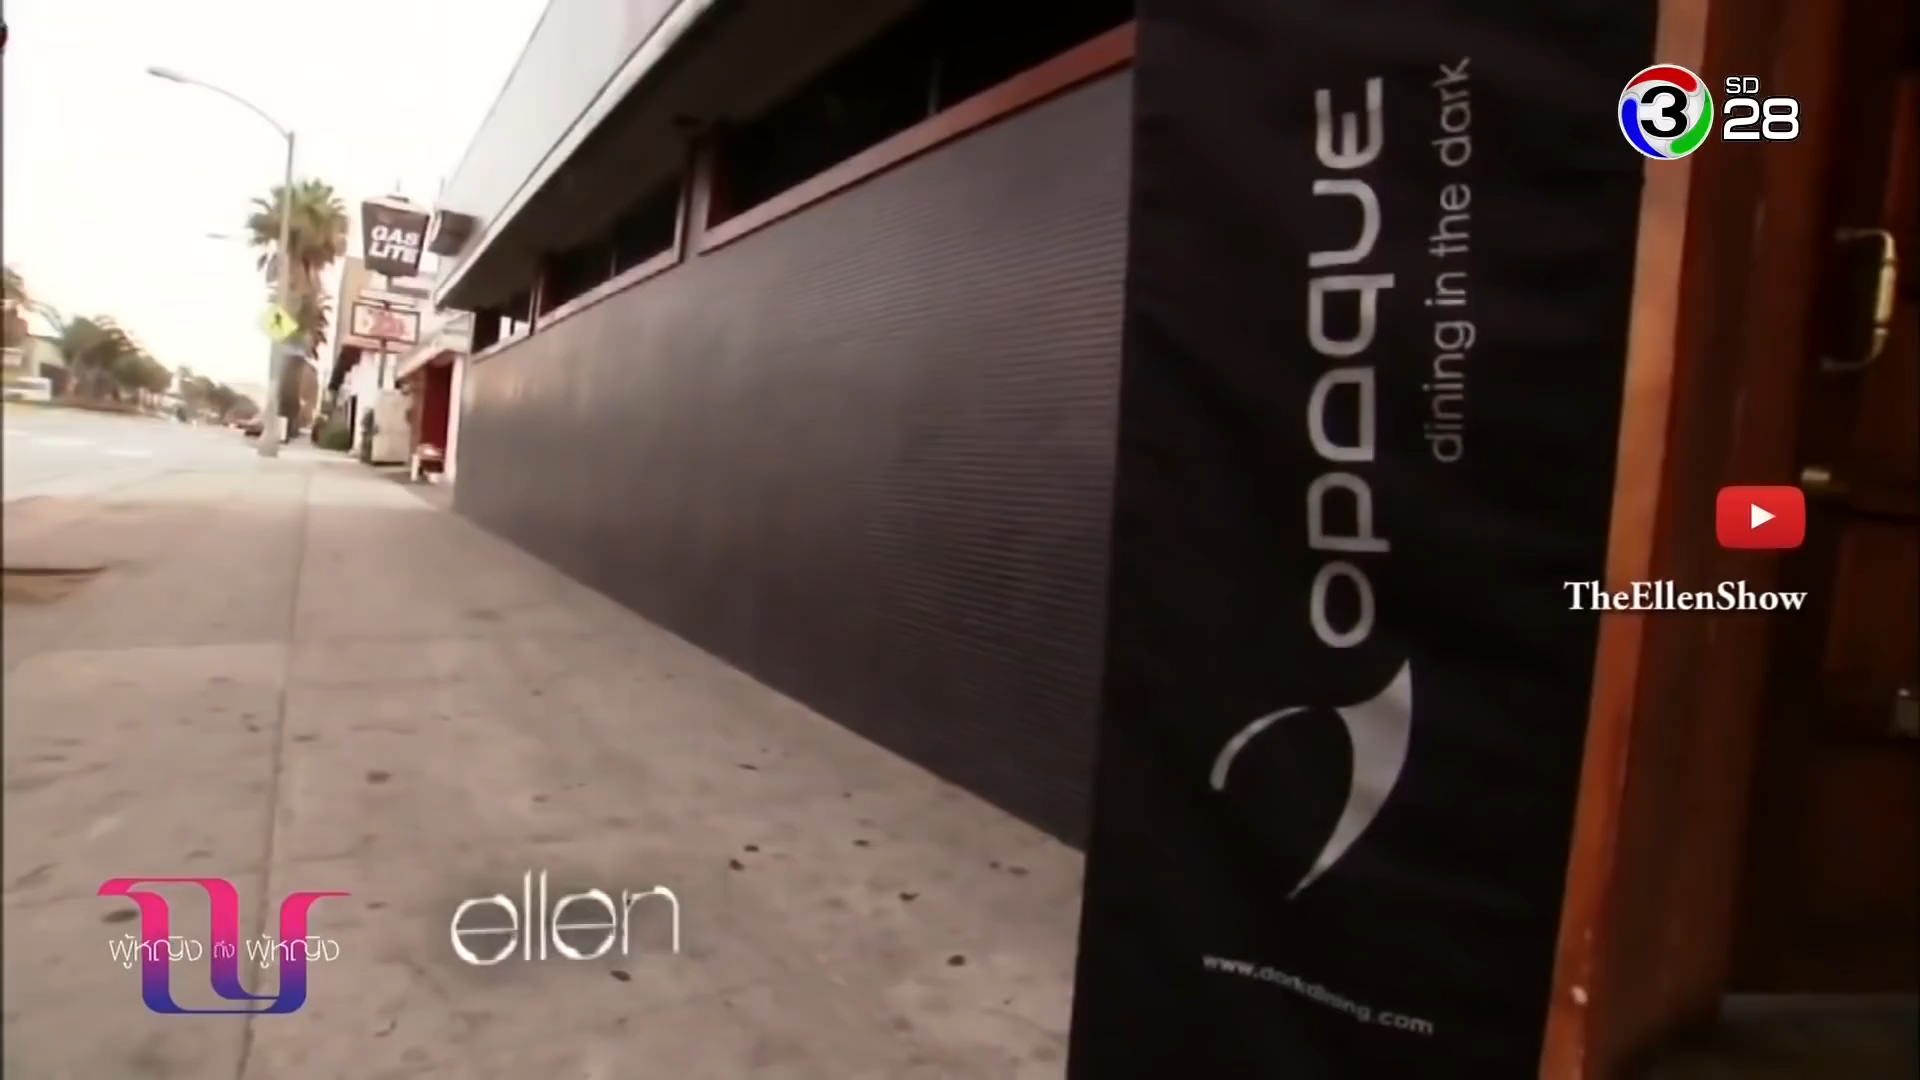 GAS
LITE
opaque
dining in the dark
www.darkdining.com
3
SD
28
TheEllenShow
ผู้หญิง ถึง ผู้หญิง
ellen